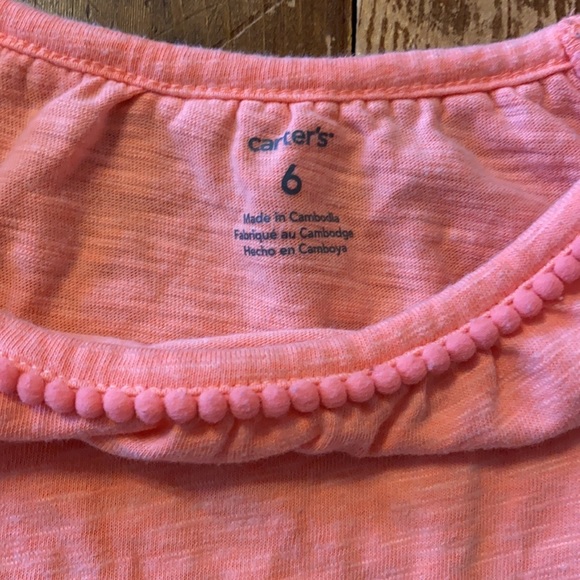 carter's
6
Made in Cambodia
Fabriqué au Cambodge
Hecho en Camboya